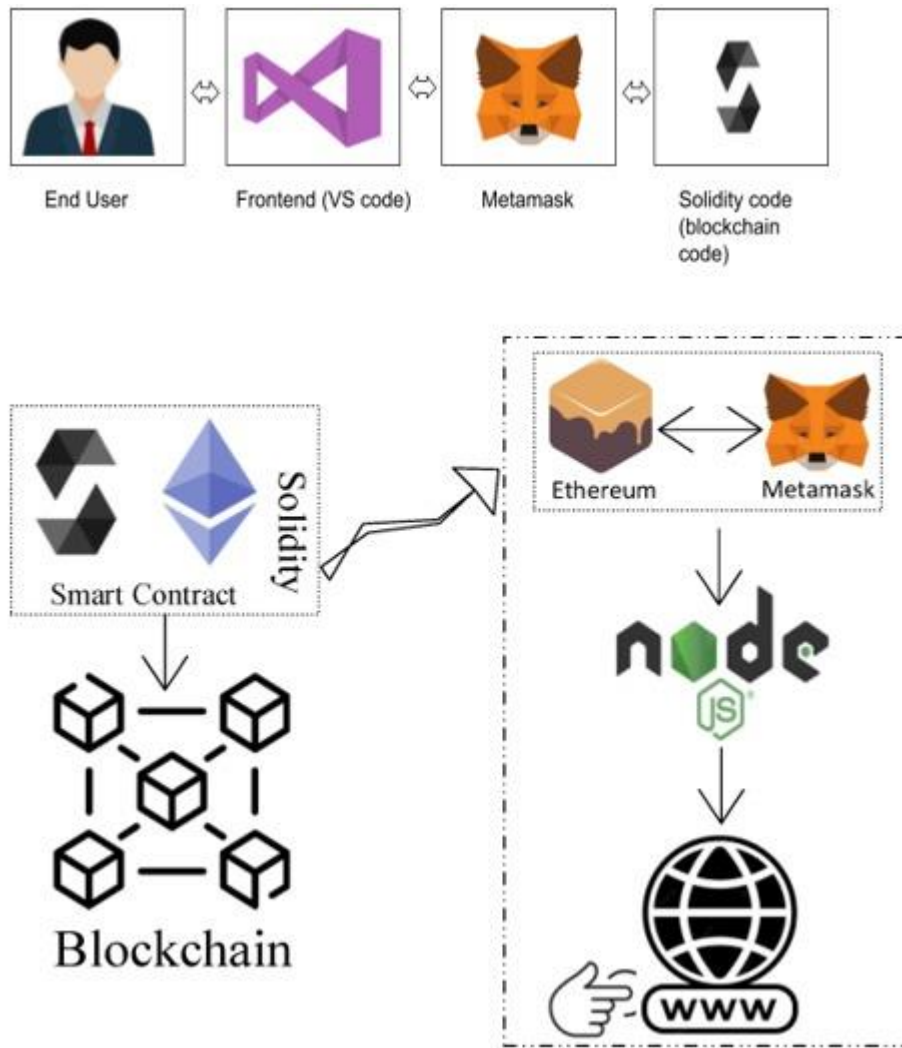 End User
Frontend (VS code)
Metamask
Solidity code
(blockchain
code)
Solidity
Smart Contract
Ethereum
Metamask
node
JS
Blockchain
www